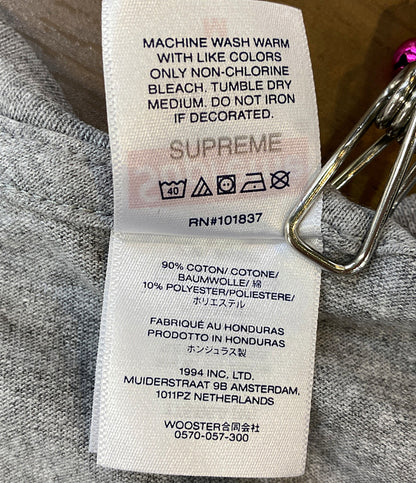 MACHINE WASH WARM
WITH LIKE COLORS
ONLY NON-CHLORINE
BLEACH. TUMBLE DRY
MEDIUM. DO NOT IRON
IF DECORATED.
SUPREME
40
RN#101837
90% COTON/ COTONE/
BAUMWOLLE/ 綿
10% POLYESTER/POLIESTERE/
ポリエステル
FABRIQUÉ AU HONDURAS
PRODOTTO IN HONDURAS
ホンジュラス製
1994 INC. LTD.
MUIDERSTRAAT 9B AMSTERDAM,
1011PZ NETHERLANDS
WOOSTER合同会社
0570-057-300